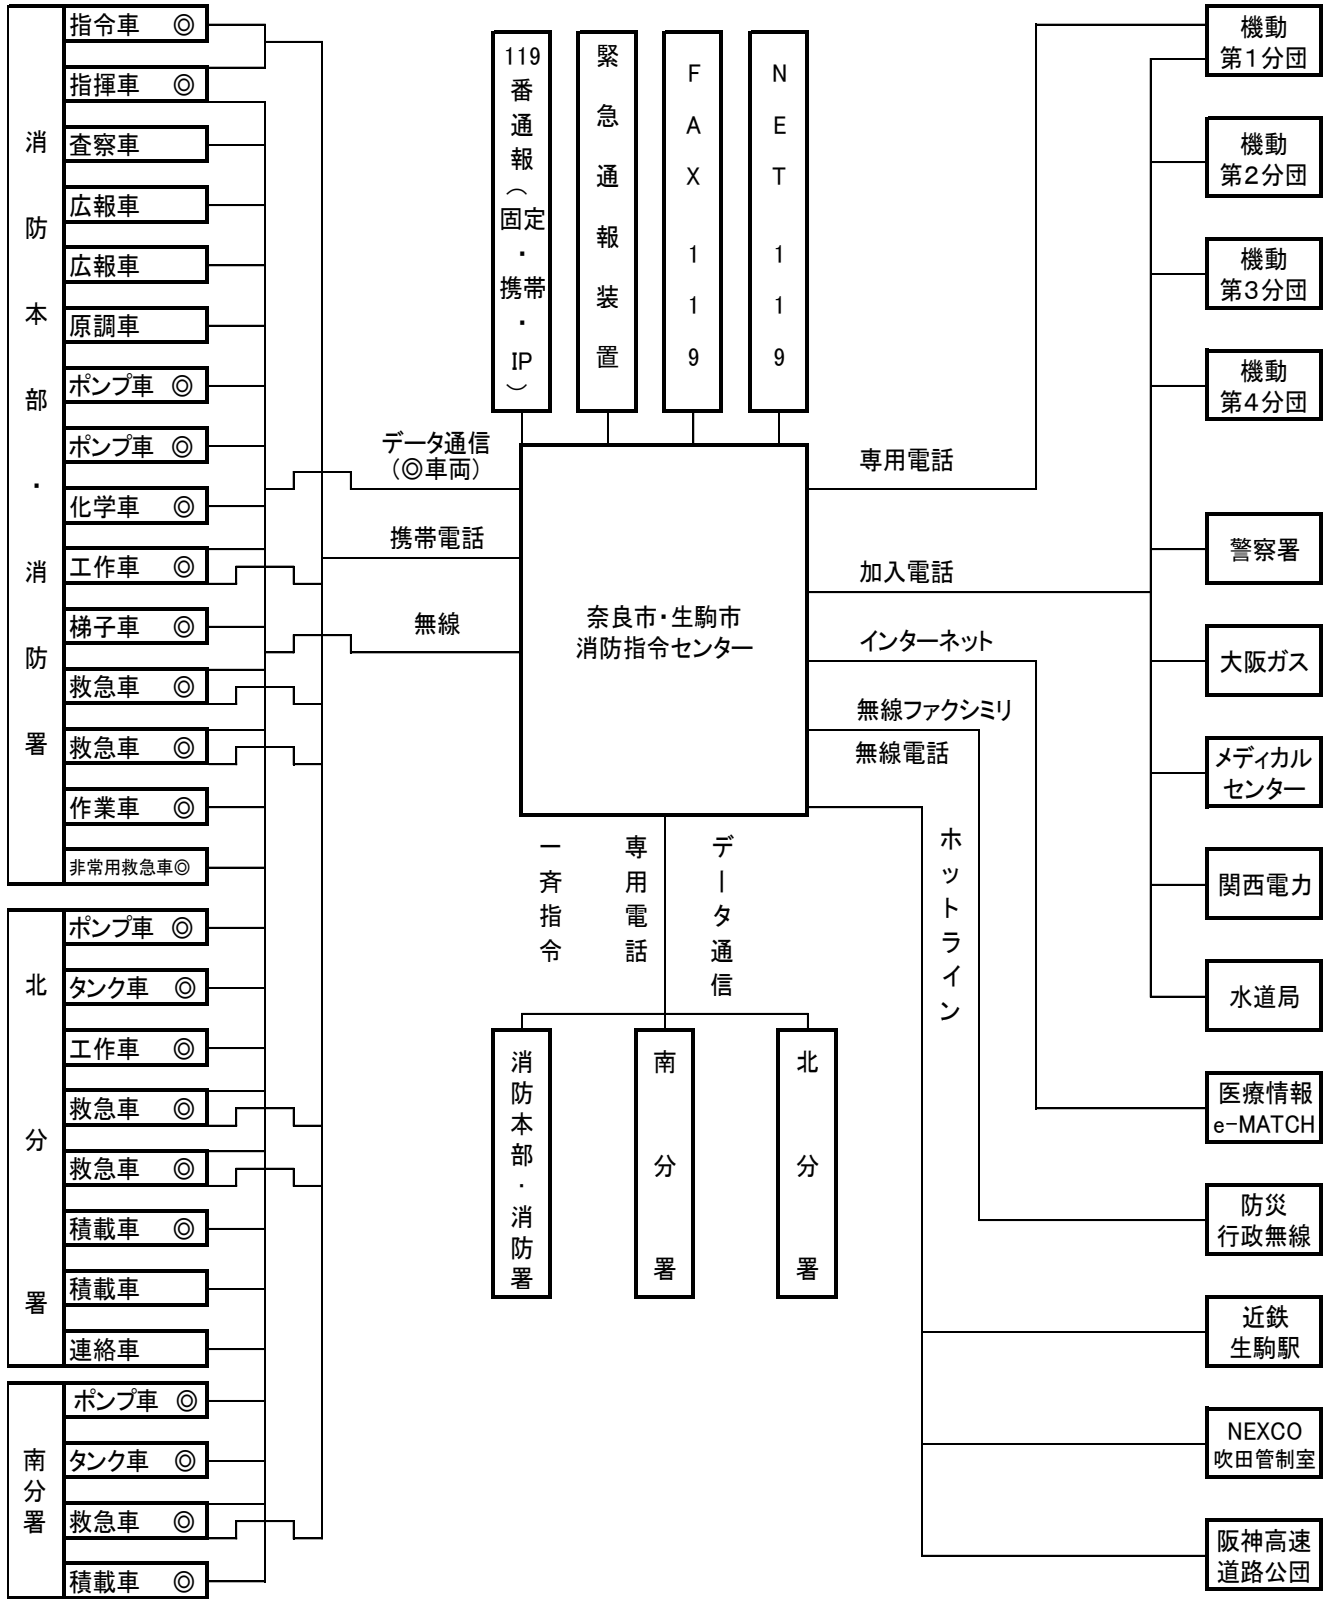 消防本部・消防署
指令車 ◎
指揮車 ◎
査察車
広報車
広報車
原調車
ポンプ車 ◎
ポンプ車 ◎
化学車 ◎
工作車 ◎
梯子車 ◎
救急車 ◎
救急車 ◎
作業車 ◎
非常用救急車◎
北分署
ポンプ車 ◎
タンク車 ◎
工作車 ◎
救急車 ◎
救急車 ◎
積載車 ◎
積載車
連絡車
南分署
ポンプ車 ◎
タンク車 ◎
救急車 ◎
積載車 ◎
119番通報（固定・携帯・IP）
緊急通報装置
FAX119
NET119
データ通信
（◎車両）
携帯電話
無線
奈良市・生駒市
消防指令センター
専用電話
加入電話
インターネット
無線ファクシミリ
無線電話
ホットライン
一斉指令
専用電話
データ通信
消防本部・消防署
南分署
北分署
機動
第1分団
機動
第2分団
機動
第3分団
機動
第4分団
警察署
大阪ガス
メディカル
センター
関西電力
水道局
医療情報
e-MATCH
防災
行政無線
近鉄
生駒駅
NEXCO
吹田管制室
阪神高速
道路公団